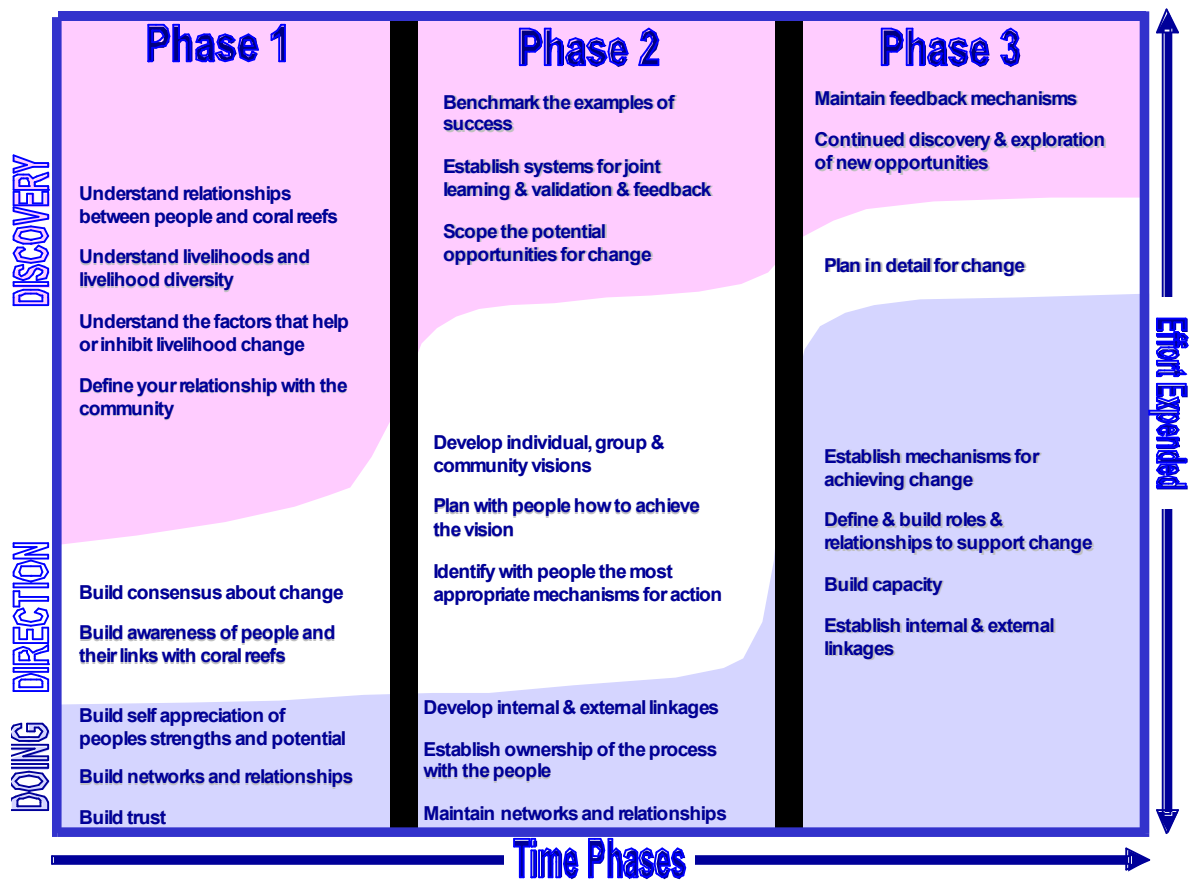 Phase 1
Understand relationships
between people and coral reefs
Understand livelihoods and
livelihood diversity
Understand the factors that help
or inhibit livelihood change
Define your relationship with the
community
Build consensus about change
Build awareness of people and
their links with coral reefs
Build self appreciation of
peoples strengths and potential
Build networks and relationships
Build trust
Phase 2
Benchmark the examples of
success
Establish systems for joint
learning & validation & feedback
Scope the potential
opportunities for change
Develop individual, group &
community visions
Plan with people how to achieve
the vision
Identify with people the most
appropriate mechanisms for action
Develop internal & external linkages
Establish ownership of the process
with the people
Maintain networks and relationships
Phase 3
Maintain feedback mechanisms
Continued discovery & exploration
of new opportunities
Plan in detail for change
Establish mechanisms for
achieving change
Define & build roles &
relationships to support change
Build capacity
Establish internal & external
linkages
DISCOVERY
DIRECTION
DOING
Effort Expended
Time Phases